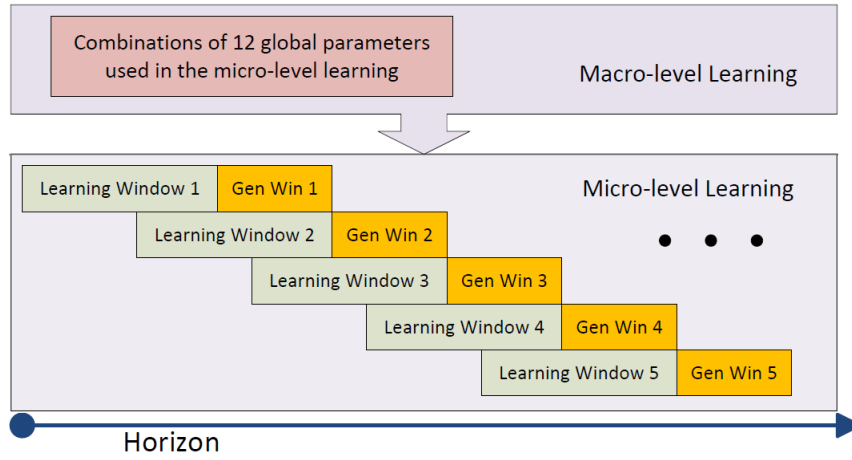 Combinations of 12 global parameters
used in the micro-level learning
Macro-level Learning
Micro-level Learning
Learning Window 1 Gen Win 1
Learning Window 2 Gen Win 2
Learning Window 3 Gen Win 3
Learning Window 4 Gen Win 4
Learning Window 5 Gen Win 5
Horizon